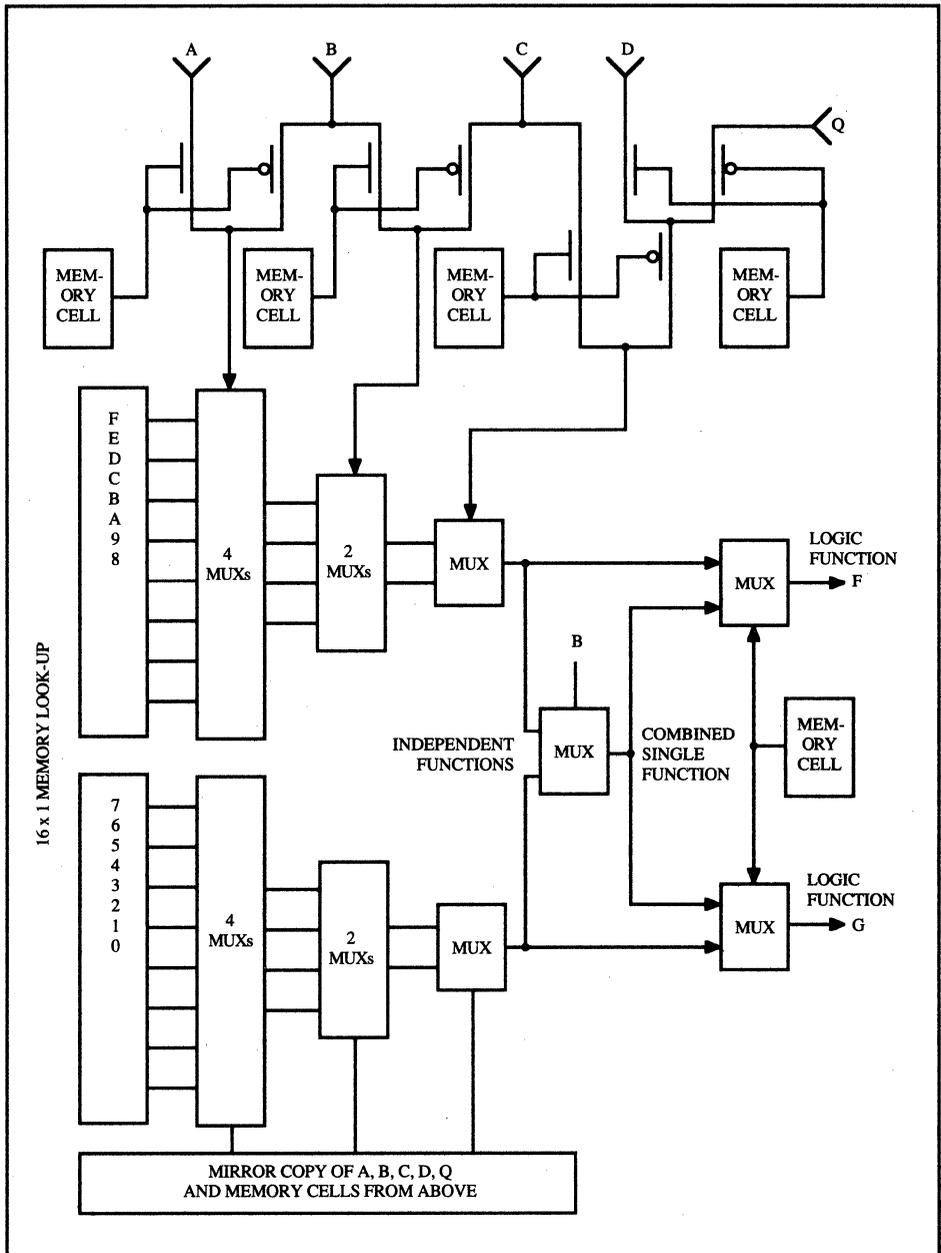 A
B
C
D
Q
MEM-
ORY
CELL
MEM-
ORY
CELL
MEM-
ORY
CELL
MEM-
ORY
CELL
F
E
D
C
B
A
9
8
4
MUXs
2
MUXs
MUX
LOGIC
FUNCTION
F
MUX
B
16 x 1 MEMORY LOOK-UP
INDEPENDENT
FUNCTIONS
MUX
COMBINED
SINGLE
FUNCTION
MEM-
ORY
CELL
7
6
5
4
3
2
1
0
4
MUXs
2
MUXs
MUX
LOGIC
FUNCTION
G
MUX
MIRROR COPY OF A, B, C, D, Q
AND MEMORY CELLS FROM ABOVE